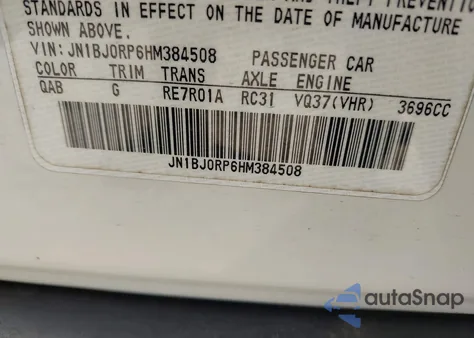 STANDARDS IN EFFECT ON THE DATE OF MANUFACTURE
SHOWN ABOVE.
VIN: JN1BJ0RP6HM384508 PASSENGER CAR
COLOR TRIM TRANS AXLE ENGINE
QAB G RE7R01A RC31 VQ37(VHR) 3696CC
JN1BJ0RP6HM384508
autoSnap